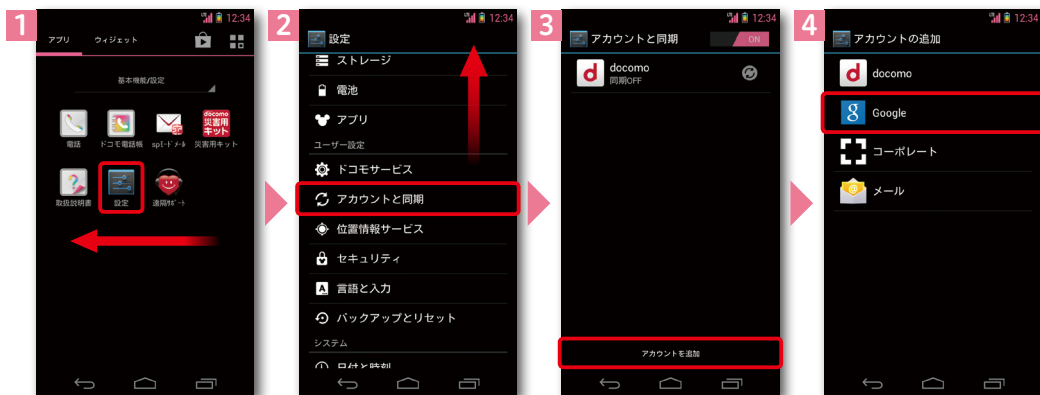 1
12:34
アプリ
ウィジェット
基本機能/設定
電話
ドコモ電話帳
spモードメール
docomo
災害用
キット
災害用キット
取扱説明書
設定
遠隔サポート
2
12:34
設定
ストレージ
電池
アプリ
ユーザー設定
ドコモサービス
アカウントと同期
位置情報サービス
セキュリティ
A
言語と入力
バックアップとリセット
システム
日付と時刻
3
12:34
アカウントと同期
ON
d
docomo
同期OFF
アカウントを追加
4
12:34
アカウントの追加
d
docomo
g
Google
コーポレート
@
メール